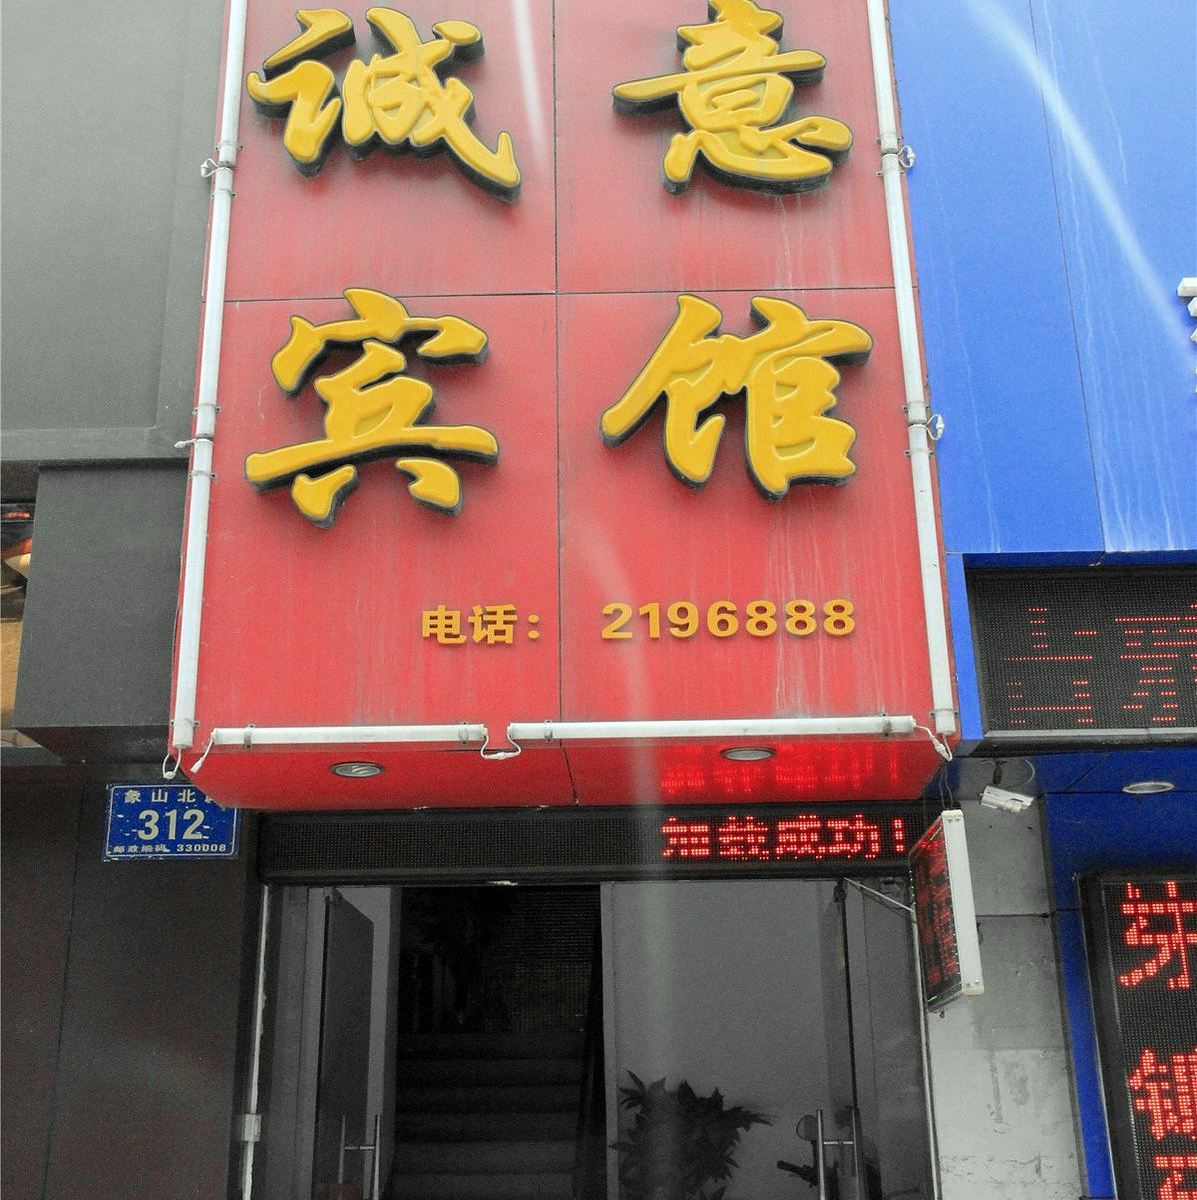 诚意
宾馆
电话： 2196888
象山北
312
邮政编码 330008
加载成功！